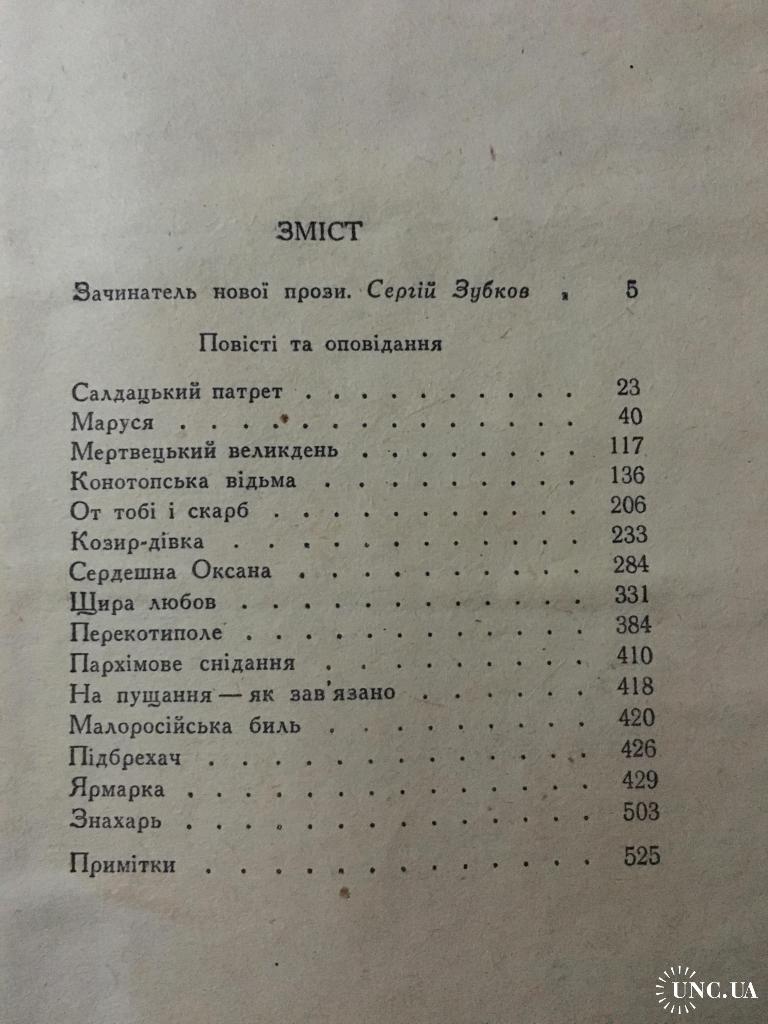 ЗМІСТ
Зачинатель нової прози. Сергій Зубков , 5
Повісті та оповідання
Салдацький патрет . . . . . . . . . . 23
Маруся . . . . . . . . . . . . . . 40
Мертвецький великдень . . . . . . . . 117
Конотопська відьма . . . . . . . . . 136
От тобі і скарб . . . . . . . . . . . 206
Козир-дівка . . . . . . . . . . . . 233
Сердешна Оксана . . . . . . . . . . 284
Щира любов . . . . . . . . . . . . 331
Перекотиполе . . . . . . . . . . . . 384
Пархімове снідання . . . . . . . . . 410
На пущання — як зав'язано . . . . . . 418
Малоросійська биль . . . . . . . . . 420
Підбрехач . . . . . . . . . . . . . 426
Ярмарка . . . . . . . . . . . . . . 429
Знахарь . . . . . . . . . . . . . . 503
Примітки . . . . . . . . . . . . . 525
UNC.UA